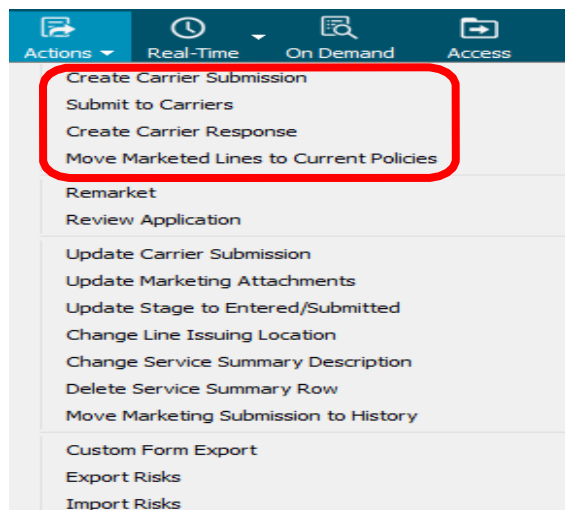 Actions Real-Time On Demand Access
Create Carrier Submission
Submit to Carriers
Create Carrier Response
Move Marketed Lines to Current Policies
Remarket
Review Application
Update Carrier Submission
Update Marketing Attachments
Update Stage to Entered/Submitted
Change Line Issuing Location
Change Service Summary Description
Delete Service Summary Row
Move Marketing Submission to History
Custom Form Export
Export Risks
Import Risks